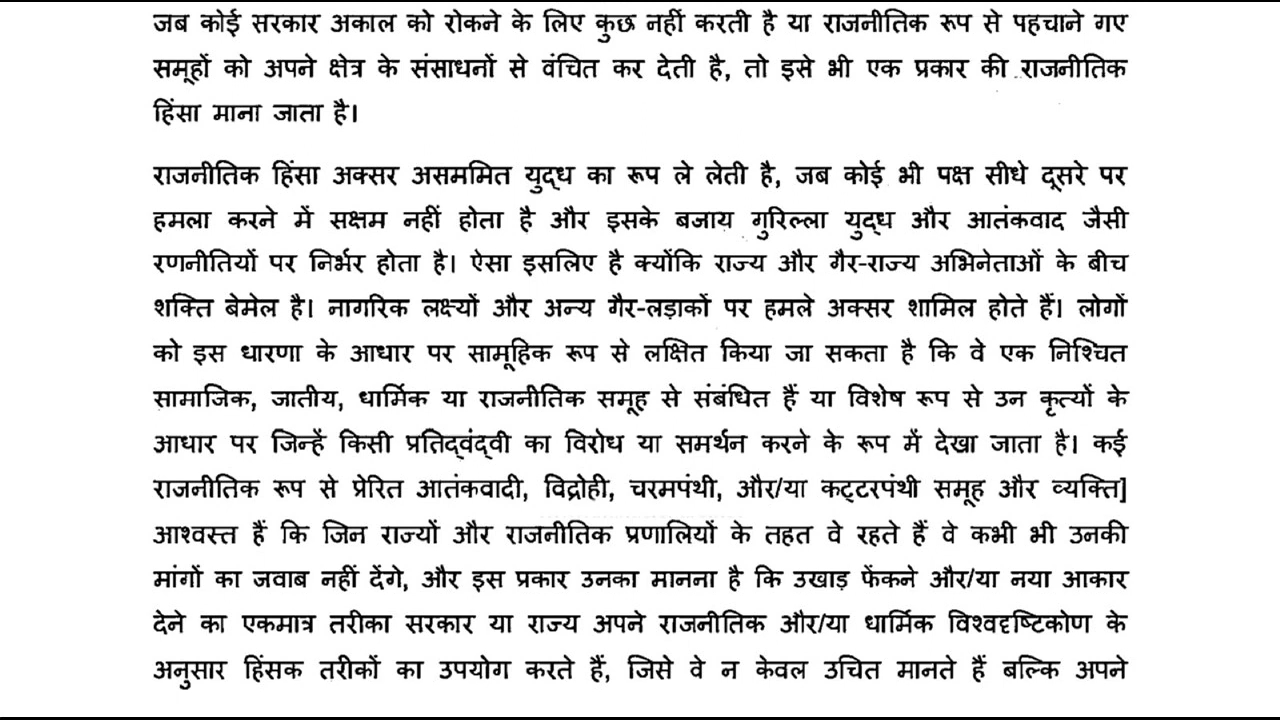 जब कोई सरकार अकाल को रोकने के लिए कुछ नहीं करती है या राजनीतिक रूप से पहचाने गए
समूहों को अपने क्षेत्र के संसाधनों से वंचित कर देती है, तो इसे भी एक प्रकार की राजनीतिक
हिंसा माना जाता है।
राजनीतिक हिंसा अक्सर असममित युद्ध का रूप ले लेती है, जब कोई भी पक्ष सीधे दूसरे पर
हमला करने में सक्षम नहीं होता है और इसके बजाय गुरिल्ला युद्ध और आतंकवाद जैसी
रणनीतियों पर निर्भर होता है। ऐसा इसलिए है क्योंकि राज्य और गैर-राज्य अभिनेताओं के बीच
शक्ति बेमेल है। नागरिक लक्ष्यों और अन्य गैर-लड़ाकों पर हमले अक्सर शामिल होते हैं। लोगों
को इस धारणा के आधार पर सामूहिक रूप से लक्षित किया जा सकता है कि वे एक निश्चित
सामाजिक, जातीय, धार्मिक या राजनीतिक समूह से संबंधित हैं या विशेष रूप से उन कृत्यों के
आधार पर जिन्हें किसी प्रतिद्वंद्वी का विरोध या समर्थन करने के रूप में देखा जाता है। कई
राजनीतिक रूप से प्रेरित आतंकवादी, विद्रोही, चरमपंथी, और/या कट्टरपंथी समूह और व्यक्ति]
आश्वस्त हैं कि जिन राज्यों और राजनीतिक प्रणालियों के तहत वे रहते हैं वे कभी भी उनकी
मांगों का जवाब नहीं देंगे, और इस प्रकार उनका मानना है कि उखाड़ फेंकने और/या नया आकार
देने का एकमात्र तरीका सरकार या राज्य अपने राजनीतिक और/या धार्मिक विश्वदृष्टिकोण के
अनुसार हिंसक तरीकों का उपयोग करते हैं, जिसे वे न केवल उचित मानते हैं बल्कि अपने